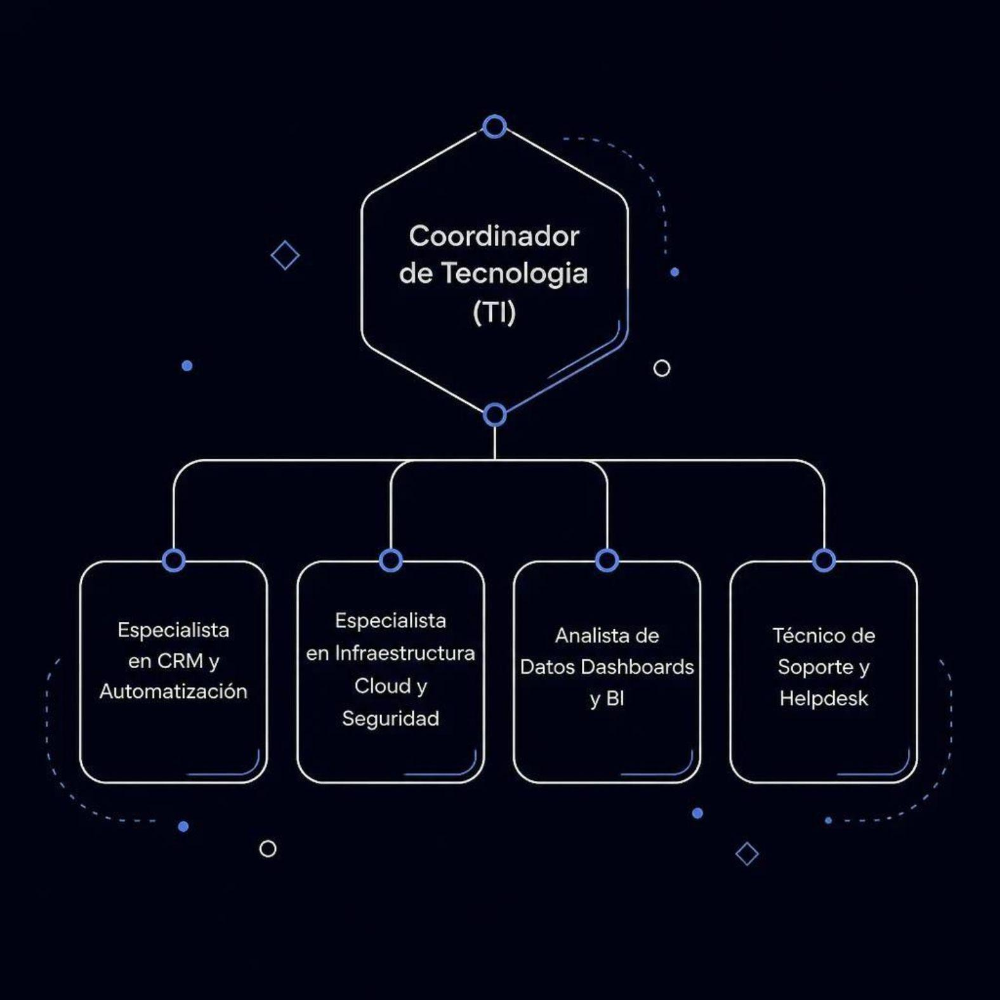 Coordinador
de Tecnologia
(TI)
Especialista
en CRM y
Automatización
Especialista
en Infraestructura
Cloud y
Seguridad
Analista de
Datos Dashboards
y BI
Técnico de
Soporte y
Helpdesk